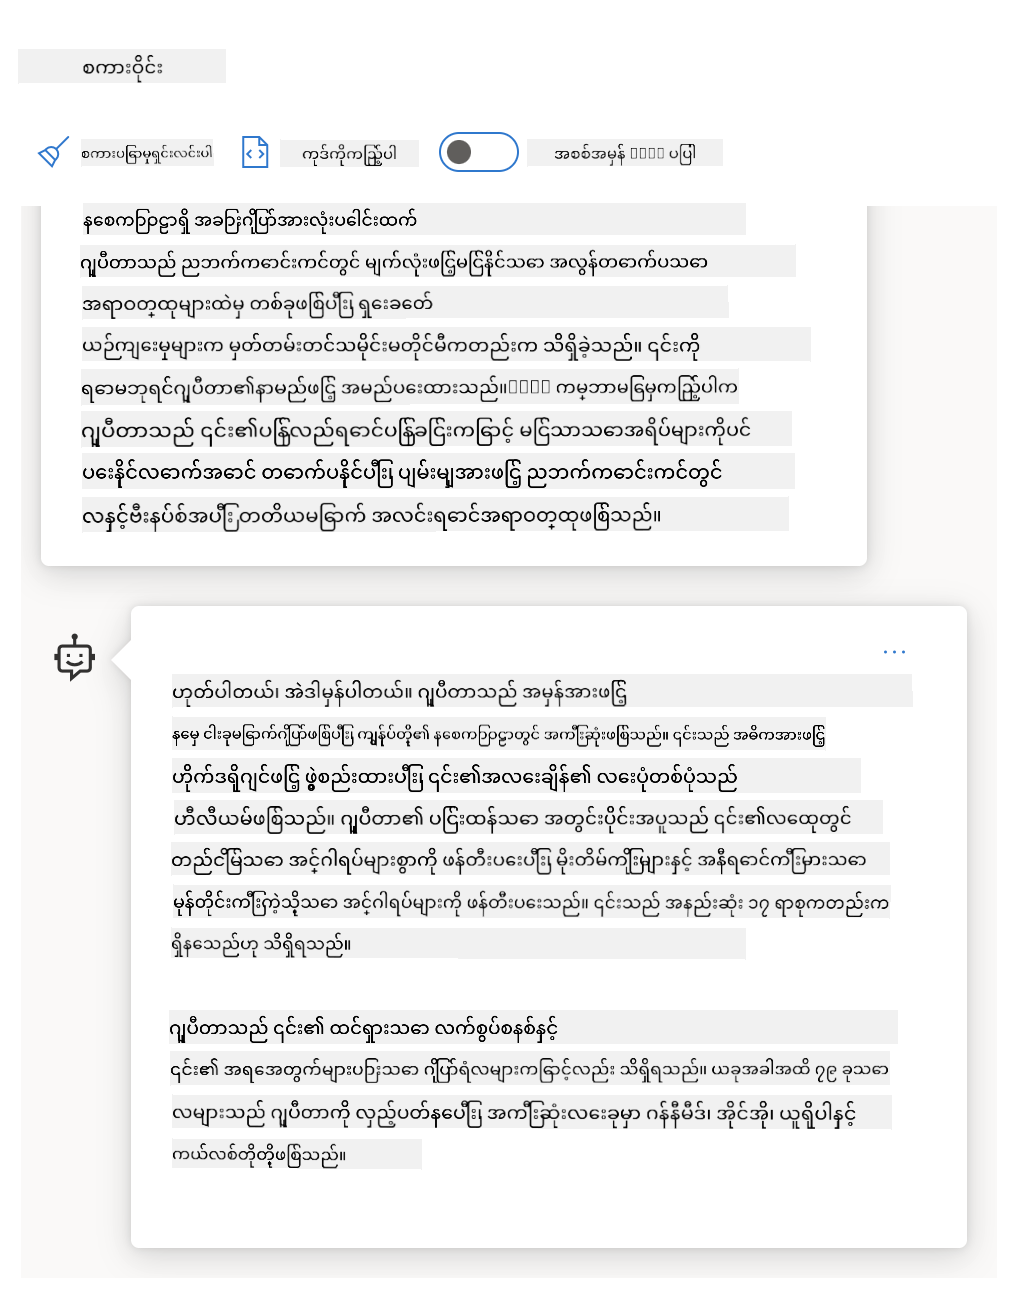 စကားဝိုင်း
စကားပြောမှုရှင်းလင်းပါ
ကုဒ်ကိုကြည့်ပါ
အစစ်အမှန် ပြပါ
နေစကြာဝဠာရှိ အခြားဂြိုဟ်အားလုံးပေါင်းထက်
ဂျူပီတာသည် ညဘက်ကောင်းကင်တွင် မျက်လုံးဖြင့်မြင်နိုင်သော အလွန်တောက်ပသော
အရာဝတ္ထုများထဲမှ တစ်ခုဖြစ်ပြီး ရှေးခေတ်
ယဉ်ကျေးမှုများက မှတ်တမ်းတင်သမိုင်းမတိုင်မီကတည်းက သိရှိခဲ့သည်။ ၎င်းကို
ရောမဘုရင်ဂျူပီတာ၏နာမည်ဖြင့် အမည်ပေးထားသည်။ ကမ္ဘာမြေမှကြည့်ပါက
ဂျူပီတာသည် ၎င်း၏ပြန်လည်ရောင်ပြန်ခြင်းကြောင့် မြင်သာသောအရိပ်များကိုပင်
ပေးနိုင်လောက်အောင် တောက်ပနိုင်ပြီး ပျမ်းမျှအားဖြင့် ညဘက်ကောင်းကင်တွင်
လနှင့်ဗီးနပ်စ်အပြီး တတိယမြောက် အလင်းရောင်အရာဝတ္ထုဖြစ်သည်။
ဟုတ်ပါတယ်၊ အဲဒါမှန်ပါတယ်။ ဂျူပီတာသည် အမှန်အားဖြင့်
နေမှ ငါးခုမြောက်ဂြိုဟ်ဖြစ်ပြီး ကျွန်ုပ်တို့၏ နေစကြာဝဠာတွင် အကြီးဆုံးဖြစ်သည်။ ၎င်းသည် အဓိကအားဖြင့်
ဟိုက်ဒရိုဂျင်ဖြင့် ဖွဲ့စည်းထားပြီး ၎င်း၏အလေးချိန်၏ လေးပုံတစ်ပုံသည်
ဟီလီယမ်ဖြစ်သည်။ ဂျူပီတာ၏ ပြင်းထန်သော အတွင်းပိုင်းအပူသည် ၎င်း၏လေထုတွင်
တည်ငြိမ်သော အင်္ဂါရပ်များစွာကို ဖန်တီးပေးပြီး မိုးတိမ်ကြိုးမျှားနှင့် အနီရောင်ကြီးမားသော
မုန်တိုင်းကြီးကဲ့သို့သော အင်္ဂါရပ်များကို ဖန်တီးပေးသည်။ ၎င်းသည် အနည်းဆုံး ၁၇ ရာစုကတည်းက
ရှိနေသည်ဟု သိရှိရသည်။
ဂျူပီတာသည် ၎င်း၏ ထင်ရှားသော လက်စွပ်စနစ်နှင့်
၎င်း၏ အရေအတွက်များပြားသော ဂြိုဟ်ရံလများကြောင့်လည်း သိရှိရသည်။ ယခုအခါအထိ ၇၉ ခုသော
လများသည် ဂျူပီတာကို လှည့်ပတ်နေပြီး အကြီးဆုံးလေးခုမှာ ဂန်နီမီဒ်၊ အိုင်အို၊ ယူရိုပါနှင့်
ကယ်လစ်တိုတို့ဖြစ်သည်။